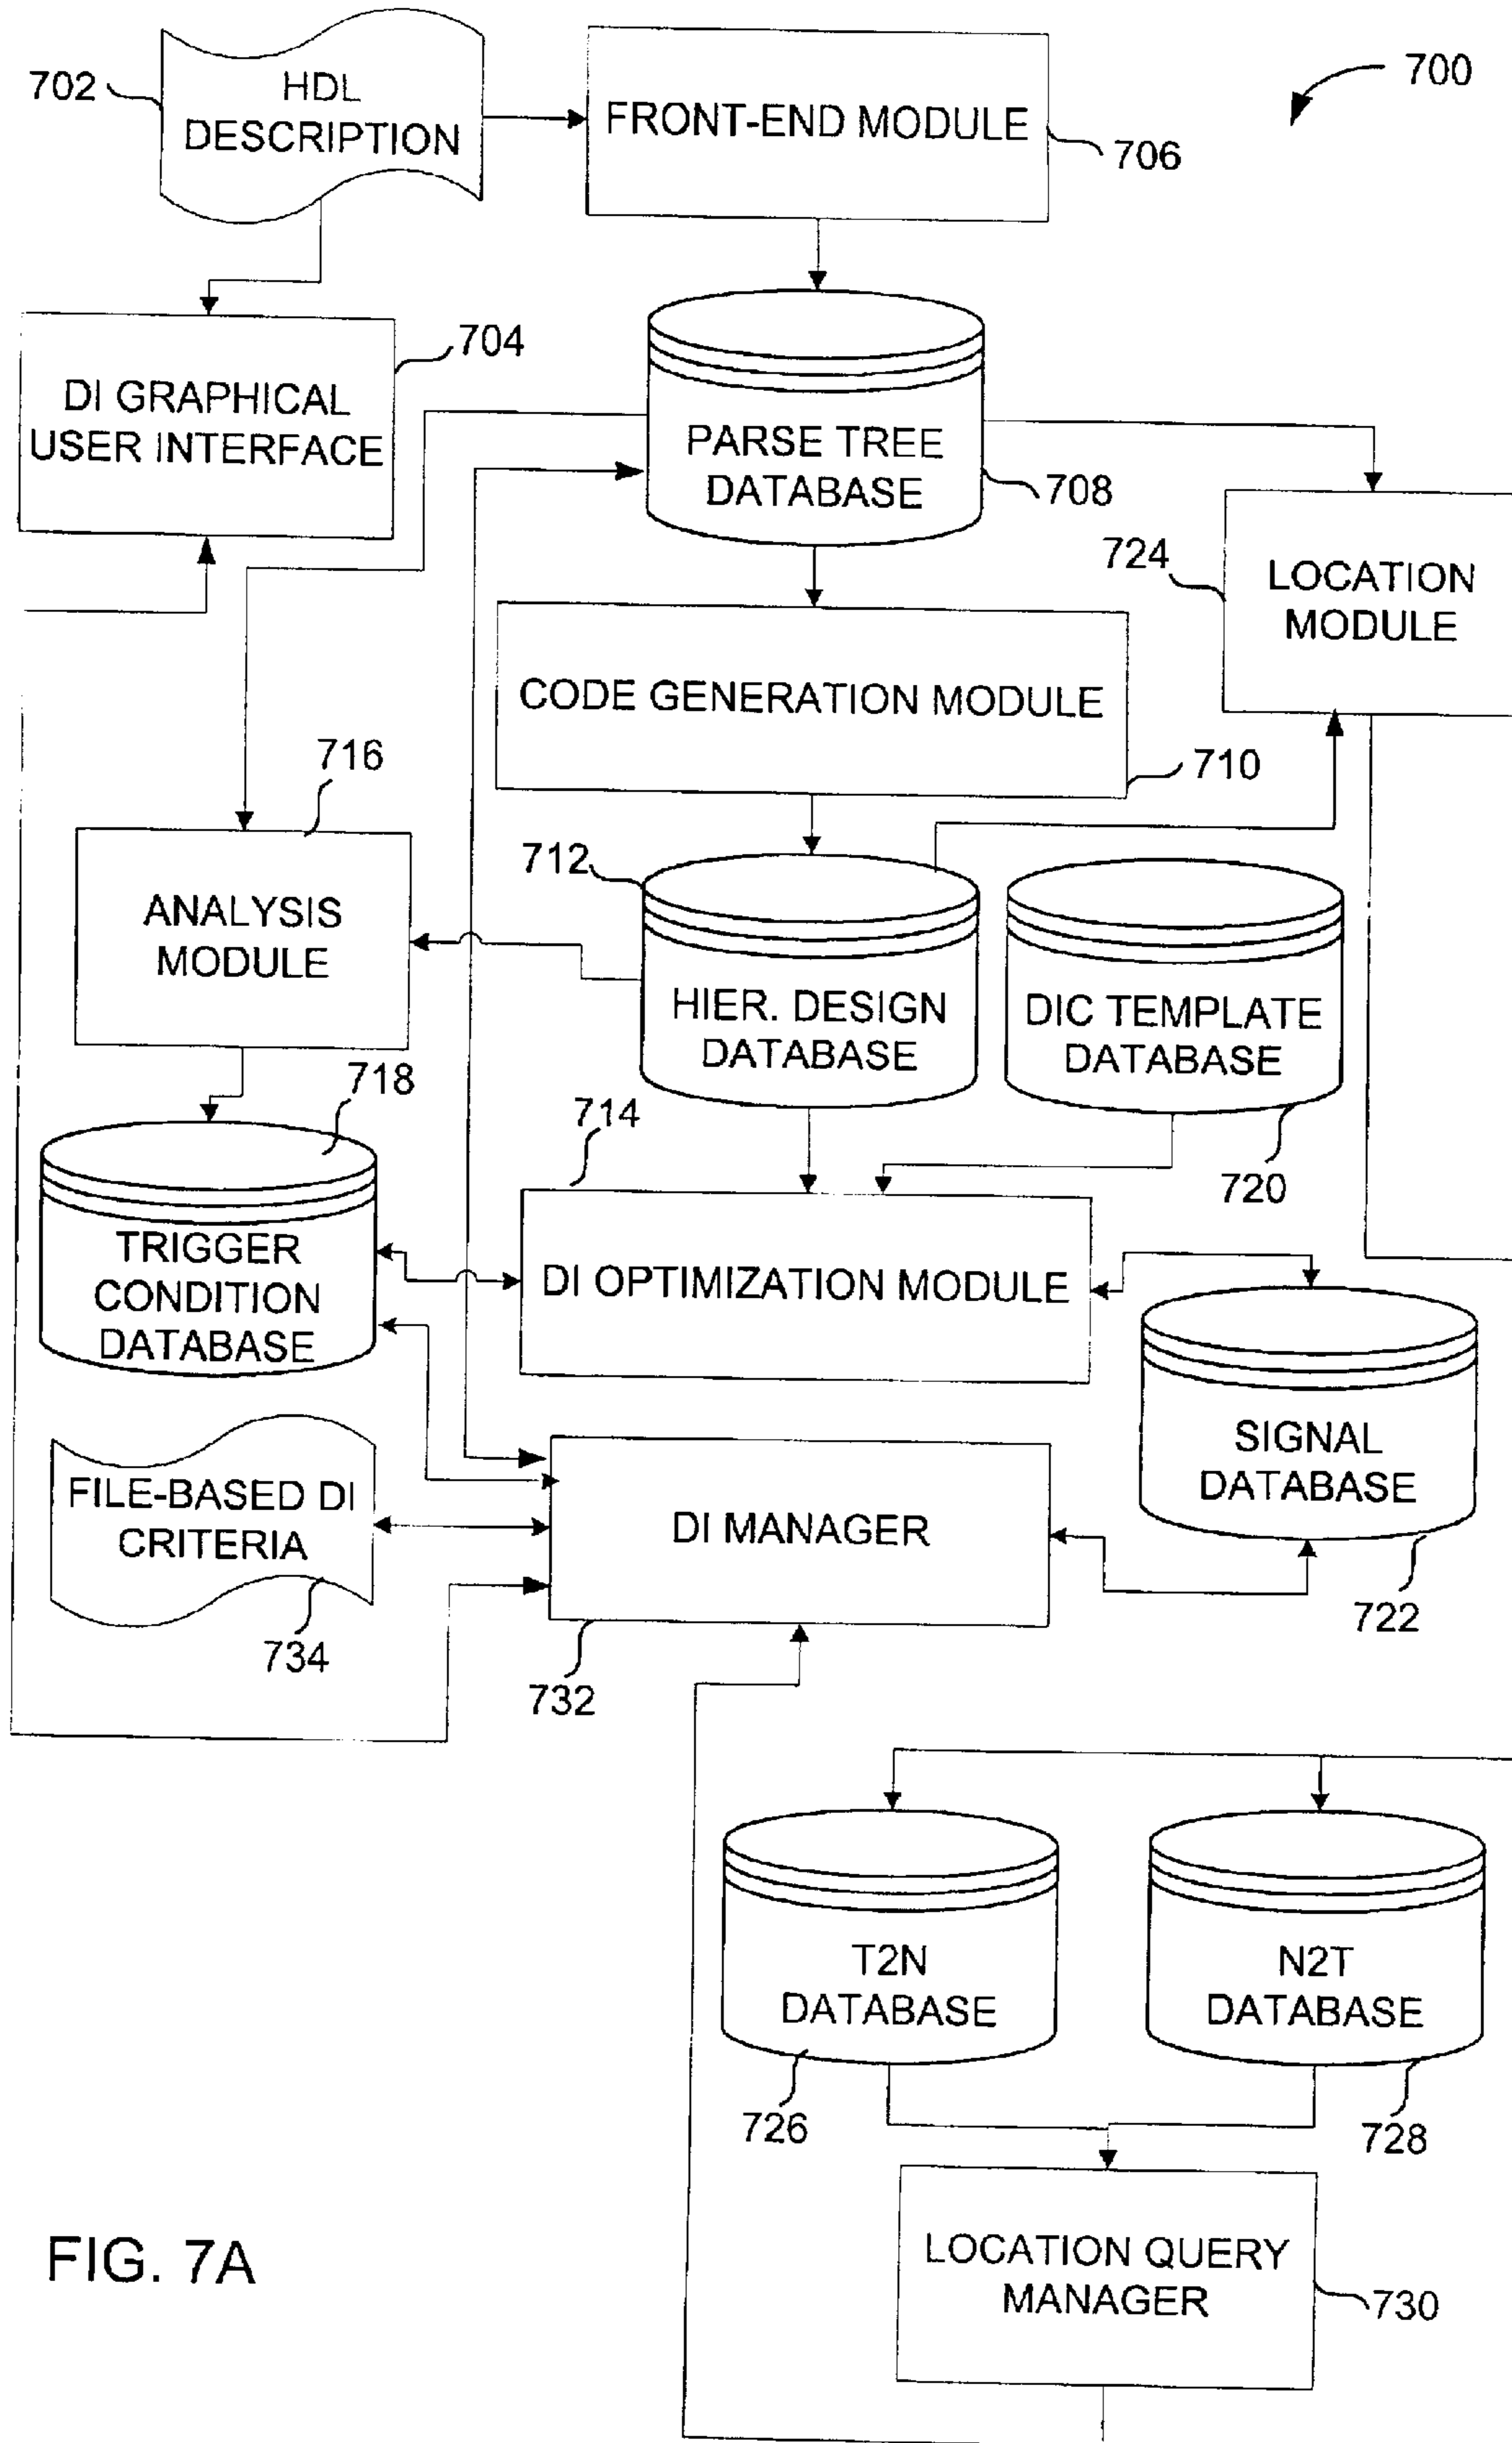 702
HDL
DESCRIPTION
FRONT-END MODULE
706
700
DI GRAPHICAL
USER INTERFACE
704
PARSE TREE
DATABASE
708
724
LOCATION
MODULE
CODE GENERATION MODULE
710
716
ANALYSIS
MODULE
712
HIER. DESIGN
DATABASE
DIC TEMPLATE
DATABASE
720
718
TRIGGER
CONDITION
DATABASE
714
DI OPTIMIZATION MODULE
SIGNAL
DATABASE
722
FILE-BASED DI
CRITERIA
734
DI MANAGER
732
T2N
DATABASE
726
N2T
DATABASE
728
LOCATION QUERY
MANAGER
730
FIG. 7A